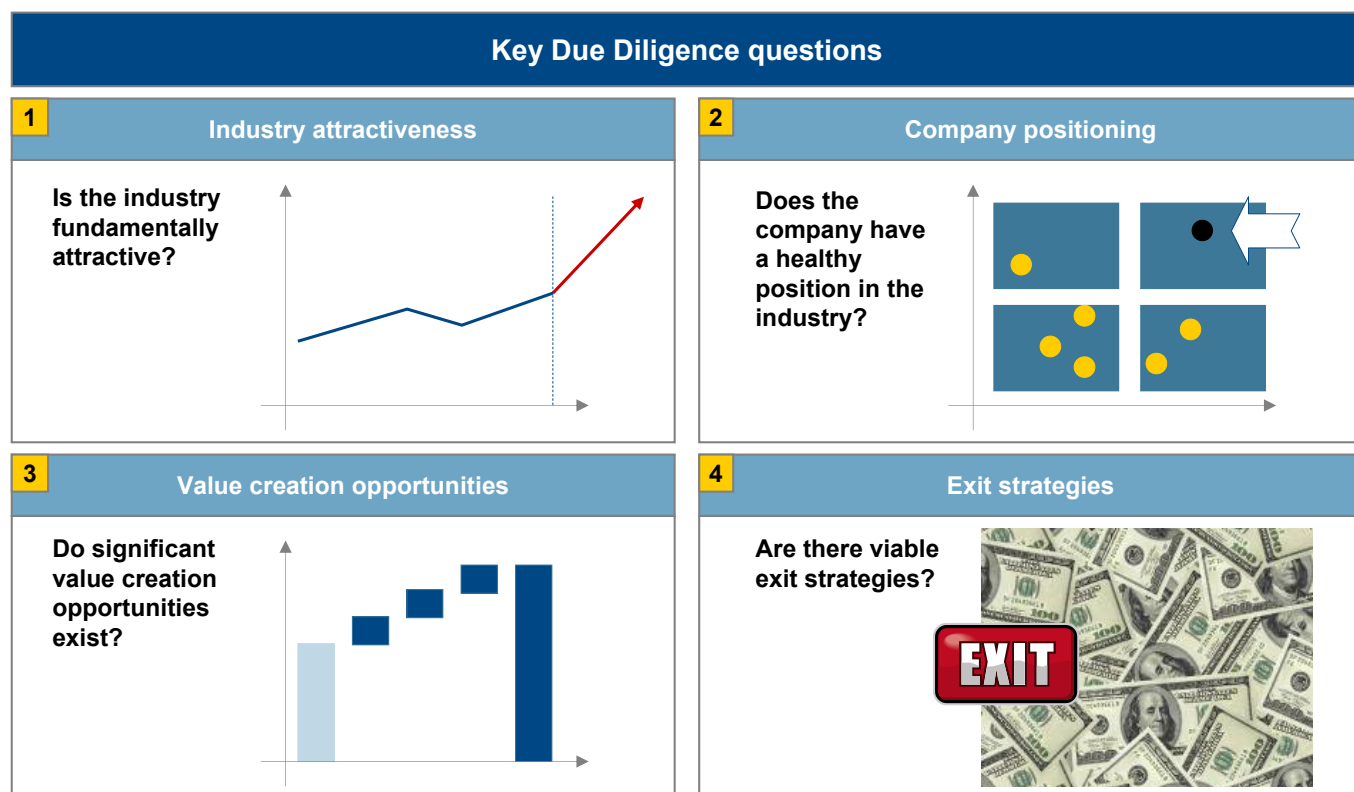 Key Due Diligence questions
1
Industry attractiveness
Is the industry
fundamentally
attractive?
2
Company positioning
Does the
company have
a healthy
position in the
industry?
3
Value creation opportunities
Do significant
value creation
opportunities
exist?
4
Exit strategies
Are there viable
exit strategies?
EXIT